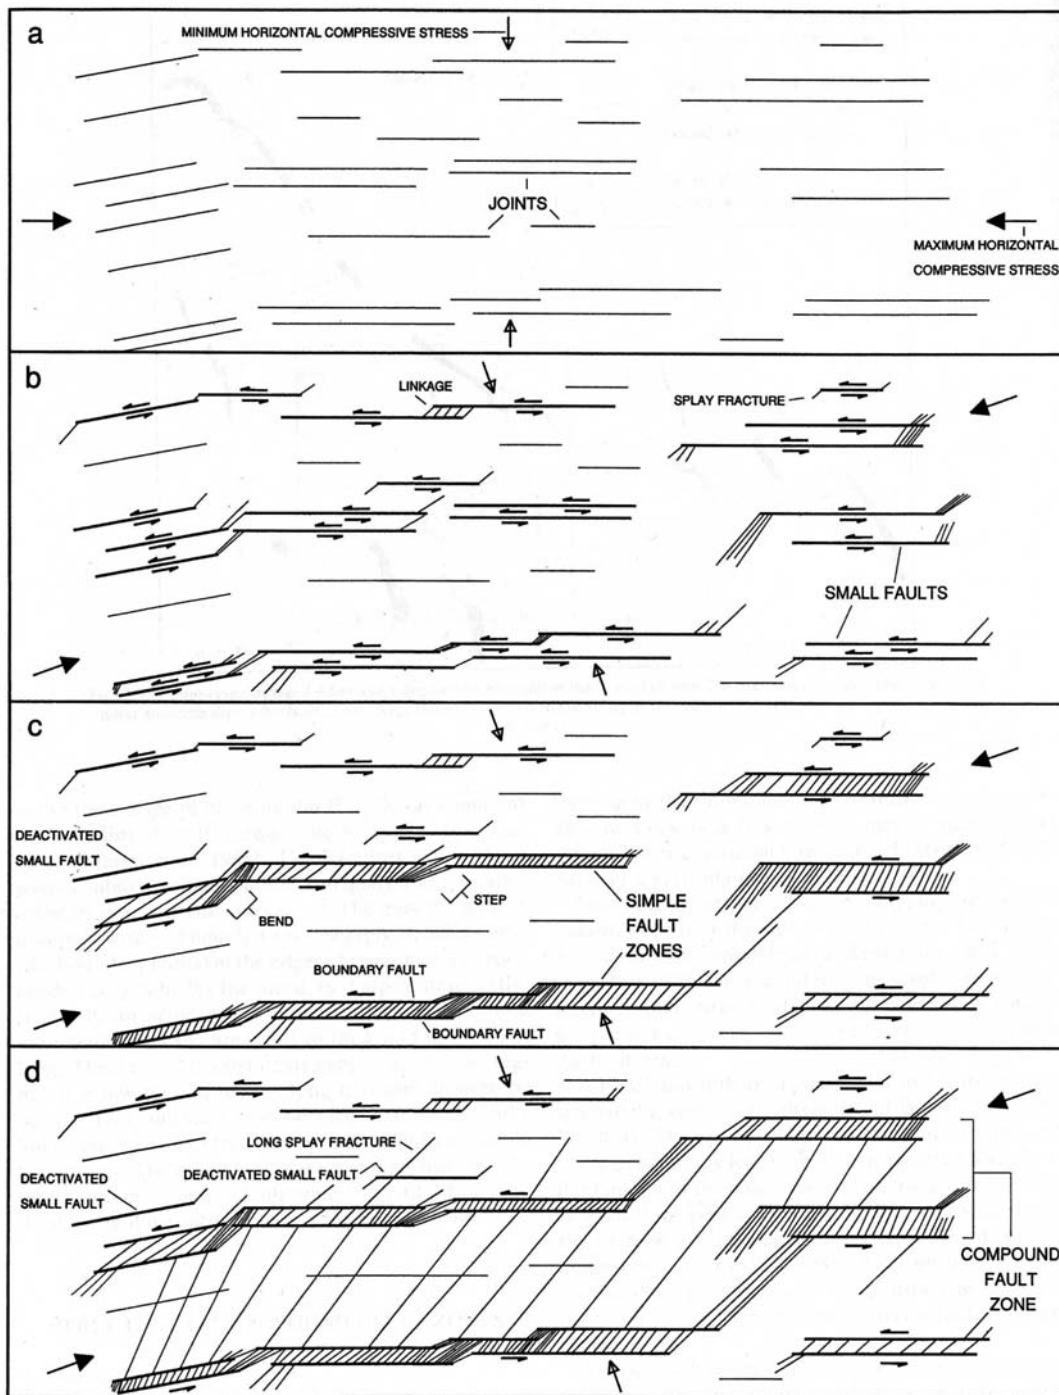 a
MINIMUM HORIZONTAL COMPRESSIVE STRESS
JOINTS
MAXIMUM HORIZONTAL
COMPRESSIVE STRESS
b
LINKAGE
SPLAY FRACTURE
SMALL FAULTS
c
DEACTIVATED
SMALL FAULT
BEND
STEP
SIMPLE
FAULT
ZONES
BOUNDARY FAULT
BOUNDARY FAULT
d
LONG SPLAY FRACTURE
DEACTIVATED SMALL FAULT
DEACTIVATED
SMALL FAULT
COMPOUND
FAULT
ZONE